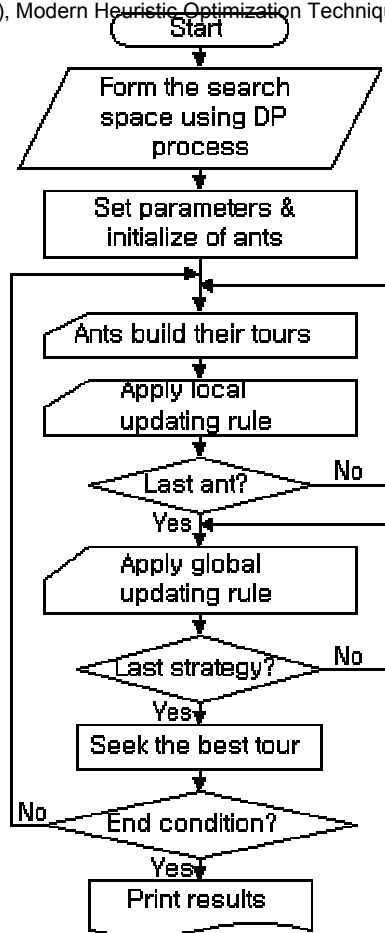 ), Modern Heuristic Optimization Techniqu
Start
Form the search
space using DP
process
Set parameters &
initialize of ants
Ants build their tours
Apply local
updating rule
Last ant?
No
Yes
Apply global
updating rule
Last strategy?
No
Yes
Seek the best tour
End condition?
No
Yes
Print results